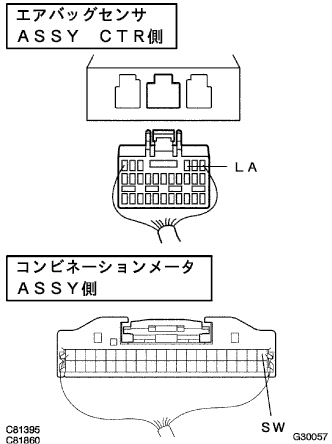 エアバッグセンサ
ＡＳＳＹ　ＣＴＲ側
ＬＡ
コンビネーションメータ
ＡＳＳＹ側
SW
C81395
C81860
G30057